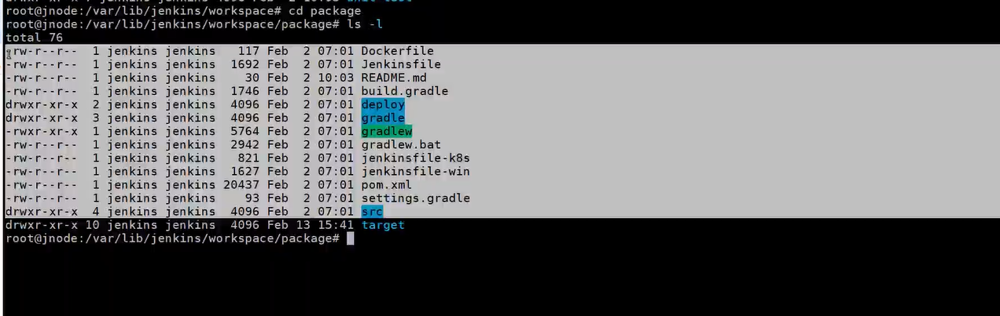 root@jnode:/var/lib/jenkins/workspace# cd package
root@jnode:/var/lib/jenkins/workspace/package# ls -l
total 76
-rw-r--r--  1 jenkins jenkins   117 Feb  2 07:01 Dockerfile
-rw-r--r--  1 jenkins jenkins  1692 Feb  2 07:01 Jenkinsfile
-rw-r--r--  1 jenkins jenkins    30 Feb  2 10:03 README.md
-rw-r--r--  1 jenkins jenkins  1746 Feb  2 07:01 build.gradle
drwxr-xr-x  2 jenkins jenkins  4096 Feb  2 07:01 deploy
drwxr-xr-x  3 jenkins jenkins  4096 Feb  2 07:01 gradle
-rwxr-xr-x  1 jenkins jenkins  5764 Feb  2 07:01 gradlew
-rw-r--r--  1 jenkins jenkins  2942 Feb  2 07:01 gradlew.bat
-rw-r--r--  1 jenkins jenkins   821 Feb  2 07:01 jenkinsfile-k8s
-rw-r--r--  1 jenkins jenkins  1627 Feb  2 07:01 jenkinsfile-win
-rw-r--r--  1 jenkins jenkins 20437 Feb  2 07:01 pom.xml
-rw-r--r--  1 jenkins jenkins    93 Feb  2 07:01 settings.gradle
drwxr-xr-x  4 jenkins jenkins  4096 Feb  2 07:01 src
drwxr-xr-x 10 jenkins jenkins  4096 Feb 13 15:41 target
root@jnode:/var/lib/jenkins/workspace/package#